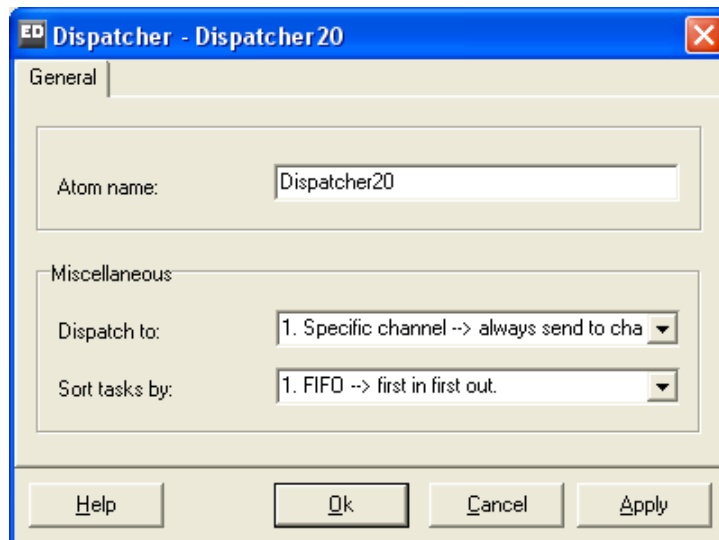 ED Dispatcher - Dispatcher20
General
Atom name: Dispatcher20
Miscellaneous
Dispatch to: 1. Specific channel --> always send to cha
Sort tasks by: 1. FIFO --> first in first out.
Help Ok Cancel Apply